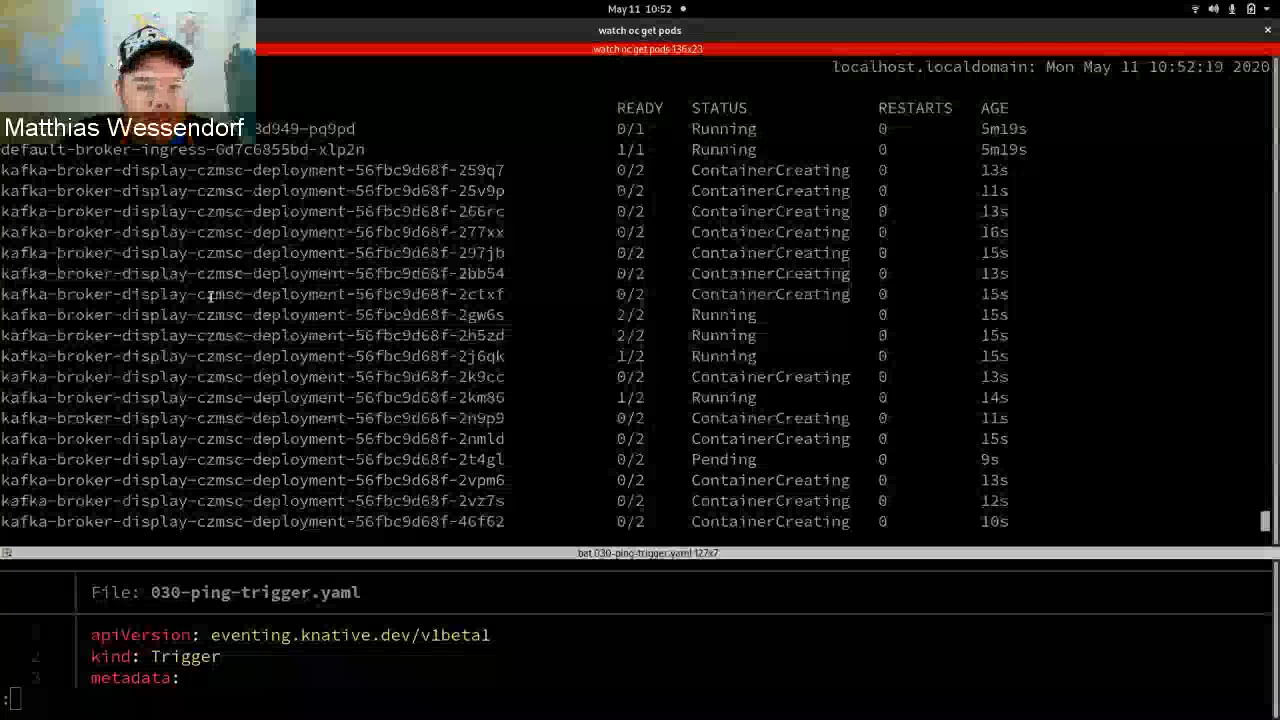 May 11 10:52
watch oc get pods
watch oc get pods 136x23
localhost.localdomain: Mon May 11 10:52:19 2020
READY STATUS RESTARTS AGE
Matthias Wessendorf 8d949-pq9pd 0/1 Running 0 5m19s
default-broker-ingress-6d7c6855bd-xlp2n 1/1 Running 0 5m19s
kafka-broker-display-czmsc-deployment-56fbc9d68f-259q7 0/2 ContainerCreating 0 13s
kafka-broker-display-czmsc-deployment-56fbc9d68f-25v9p 0/2 ContainerCreating 0 11s
kafka-broker-display-czmsc-deployment-56fbc9d68f-266rc 0/2 ContainerCreating 0 13s
kafka-broker-display-czmsc-deployment-56fbc9d68f-277xx 0/2 ContainerCreating 0 16s
kafka-broker-display-czmsc-deployment-56fbc9d68f-297jb 0/2 ContainerCreating 0 15s
kafka-broker-display-czmsc-deployment-56fbc9d68f-2bb54 0/2 ContainerCreating 0 13s
kafka-broker-display-czmsc-deployment-56fbc9d68f-2ctxf 0/2 ContainerCreating 0 15s
kafka-broker-display-czmsc-deployment-56fbc9d68f-2gw6s 2/2 Running 0 15s
kafka-broker-display-czmsc-deployment-56fbc9d68f-2h5zd 2/2 Running 0 15s
kafka-broker-display-czmsc-deployment-56fbc9d68f-2j6qk 1/2 Running 0 15s
kafka-broker-display-czmsc-deployment-56fbc9d68f-2k9cc 0/2 ContainerCreating 0 13s
kafka-broker-display-czmsc-deployment-56fbc9d68f-2km86 1/2 Running 0 14s
kafka-broker-display-czmsc-deployment-56fbc9d68f-2n9p9 0/2 ContainerCreating 0 11s
kafka-broker-display-czmsc-deployment-56fbc9d68f-2nmld 0/2 ContainerCreating 0 15s
kafka-broker-display-czmsc-deployment-56fbc9d68f-2t4gl 0/2 Pending 0 9s
kafka-broker-display-czmsc-deployment-56fbc9d68f-2vpm6 0/2 ContainerCreating 0 13s
kafka-broker-display-czmsc-deployment-56fbc9d68f-2vz7s 0/2 ContainerCreating 0 12s
kafka-broker-display-czmsc-deployment-56fbc9d68f-46f62 0/2 ContainerCreating 0 10s
bat 030-ping-trigger.yaml 127x7
File: 030-ping-trigger.yaml
apiVersion: eventing.knative.dev/v1beta1
2 kind: Trigger
3 metadata:
: